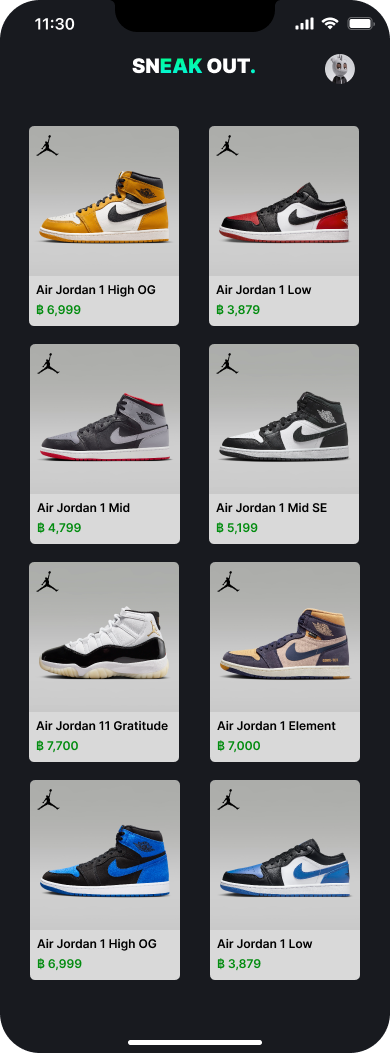 11:30
SNEAK OUT.
Air Jordan 1 High OG
฿ 6,999
Air Jordan 1 Low
฿ 3,879
Air Jordan 1 Mid
฿ 4,799
Air Jordan 1 Mid SE
฿ 5,199
Air Jordan 11 Gratitude
฿ 7,700
Air Jordan 1 Element
฿ 7,000
Air Jordan 1 High OG
฿ 6,999
Air Jordan 1 Low
฿ 3,879